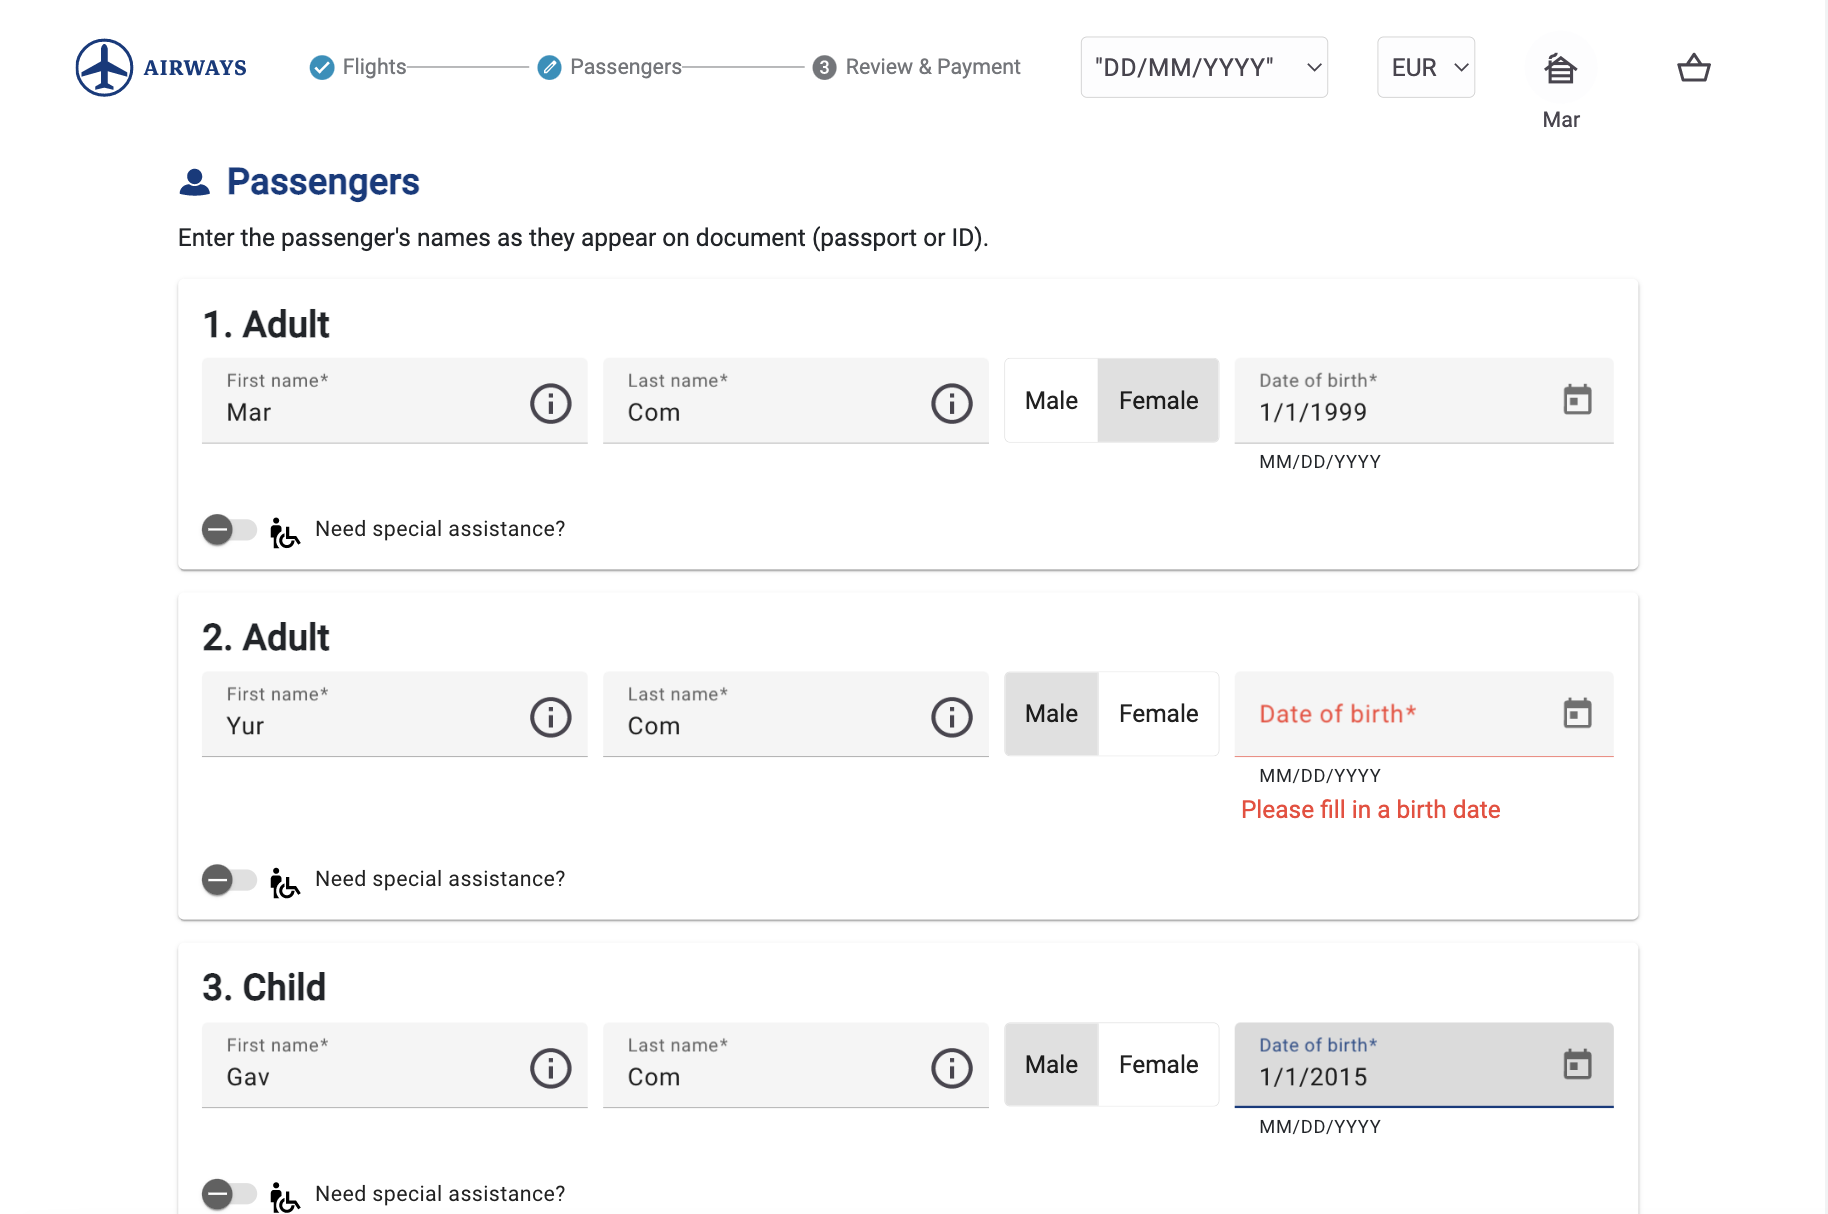 AIRWAYS
Flights
Passengers
3 Review & Payment
"DD/MM/YYYY"
EUR
Mar
Passengers
Enter the passenger's names as they appear on document (passport or ID).
1. Adult
First name*
Mar
Last name*
Com
Male
Female
Date of birth*
1/1/1999
MM/DD/YYYY
Need special assistance?
2. Adult
First name*
Yur
Last name*
Com
Male
Female
Date of birth*
MM/DD/YYYY
Please fill in a birth date
Need special assistance?
3. Child
First name*
Gav
Last name*
Com
Male
Female
Date of birth*
1/1/2015
MM/DD/YYYY
Need special assistance?